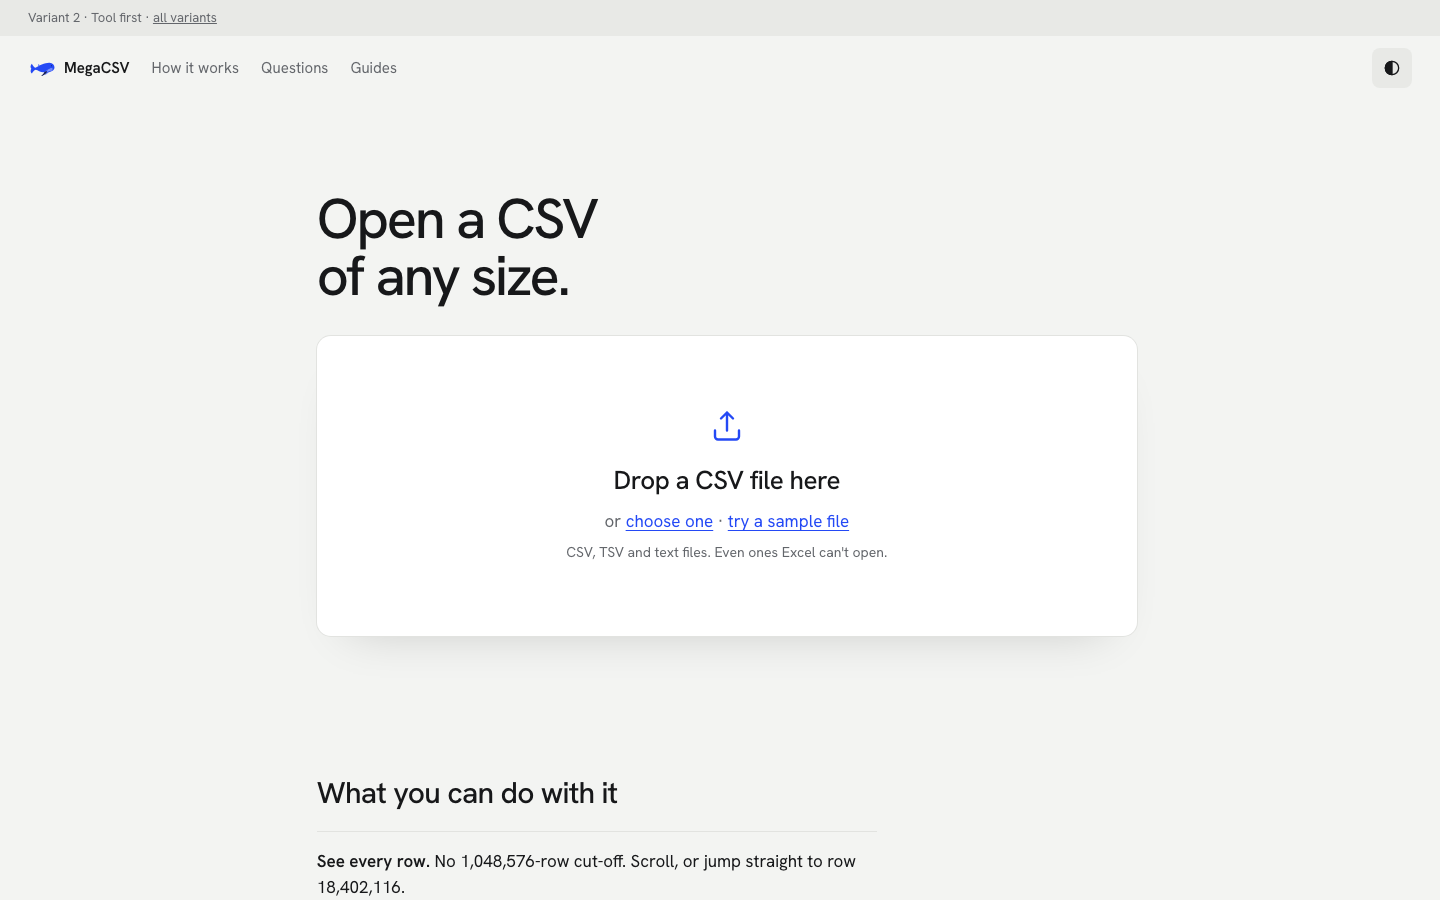 Variant 2 · Tool first · all variants
MegaCSV How it works Questions Guides
Open a CSV
of any size.
Drop a CSV file here
or choose one · try a sample file
CSV, TSV and text files. Even ones Excel can't open.
What you can do with it
See every row. No 1,048,576-row cut-off. Scroll, or jump straight to row
18,402,116.